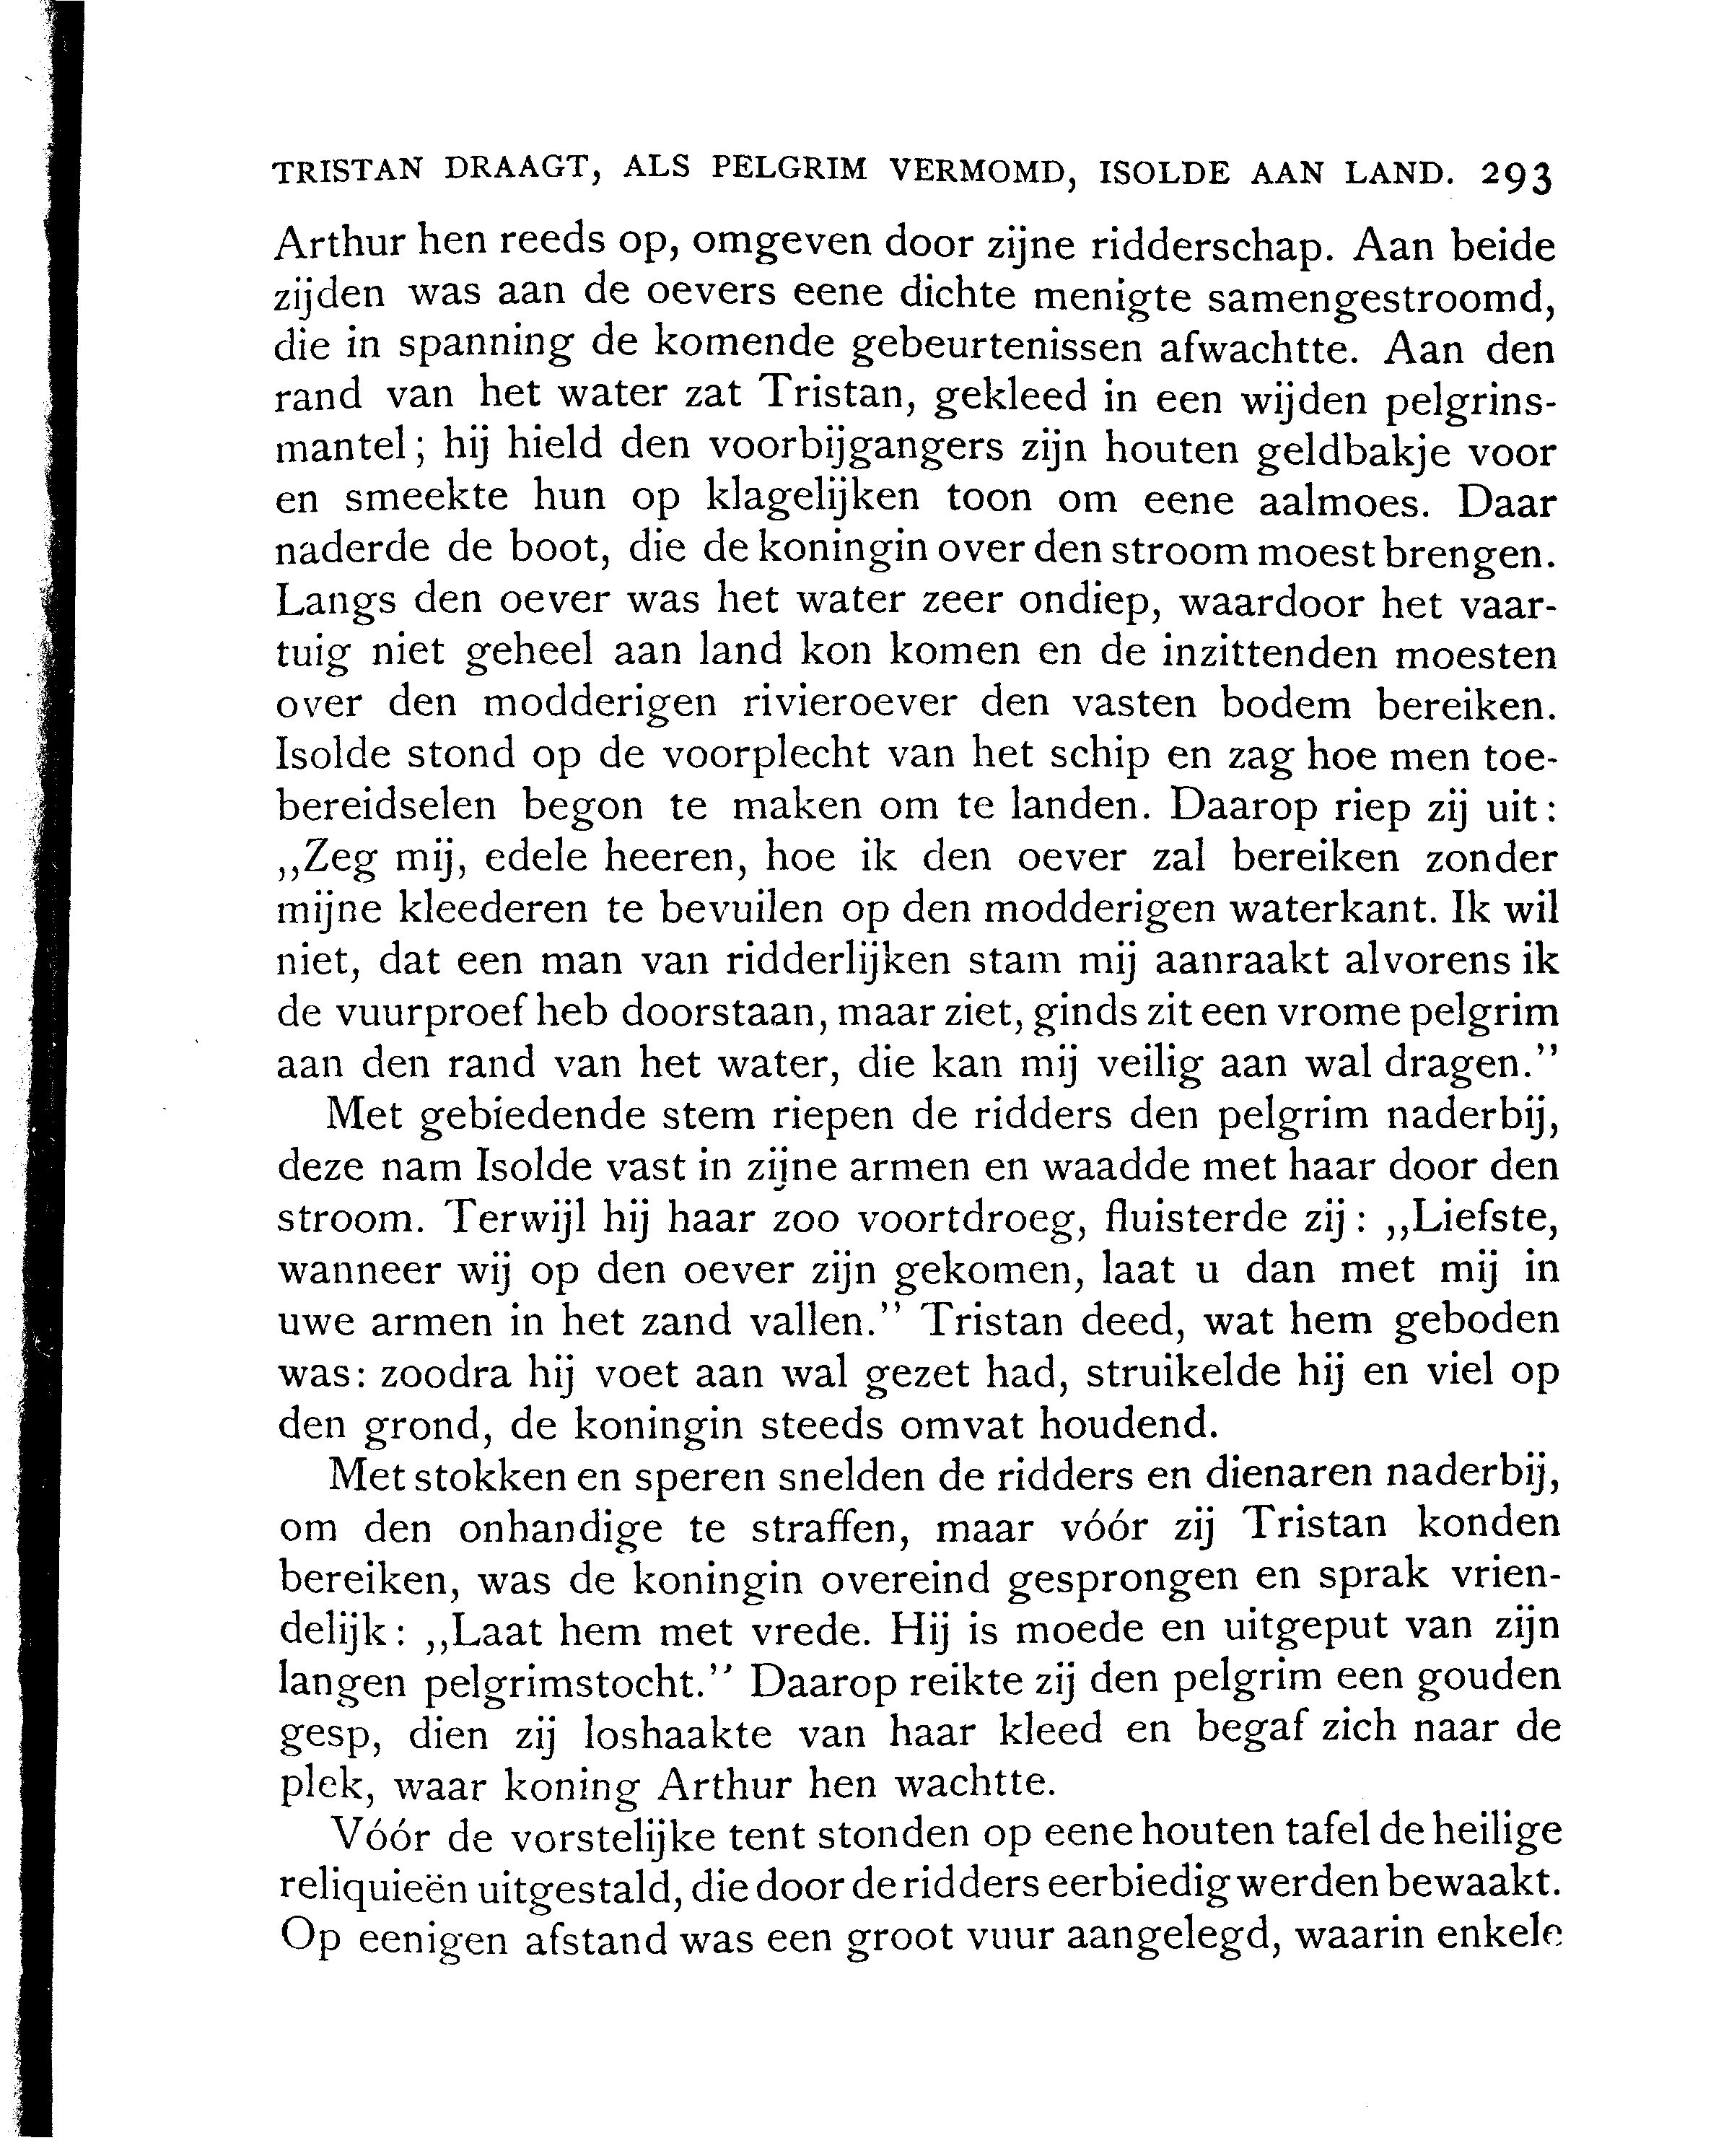 TRISTAN DRAAGT, ALS PELGRIM VERMOMD, ISOLDE AAN LAND. 293
Arthur hen reeds op, omgeven door zijne ridderschap. Aan beide
zijden was aan de oevers eene dichte menigte samengestroomd,
die in spanning de komende gebeurtenissen afwachtte. Aan den
rand van het water zat Tristan, gekleed in een wijden pelgrins-
mantel; hij hield den voorbijgangers zijn houten geldbakje voor
en smeekte hun op klagelijken toon om eene aalmoes. Daar
naderde de boot, die de koningin over den stroom moest brengen.
Langs den oever was het water zeer ondiep, waardoor het vaar-
tuig niet geheel aan land kon komen en de inzittenden moesten
over den modderigen rivieroever den vasten bodem bereiken.
Isolde stond op de voorplecht van het schip en zag hoe men toe-
bereidselen begon te maken om te landen. Daarop riep zij uit:
,,Zeg mij, edele heeren, hoe ik den oever zal bereiken zonder
mijne kleederen te bevuilen op den modderigen waterkant. Ik wil
niet, dat een man van ridderlijken stam mij aanraakt alvorens ik
de vuurproef heb doorstaan, maar ziet, ginds zit een vrome pelgrim
aan den rand van het water, die kan mij veilig aan wal dragen.''
Met gebiedende stem riepen de ridders den pelgrim naderbij,
deze nam Isolde vast in zijne armen en waadde met haar door den
stroom. Terwijl hij haar zoo voortdroeg, fluisterde zij: ,,Liefste,
wanneer wij op den oever zijn gekomen, laat u dan met mij in
uwe armen in het zand vallen.'' Tristan deed, wat hem geboden
was: zoodra hij voet aan wal gezet had, struikelde hij en viel op
den grond, de koningin steeds omvat houdend.
Met stokken en speren snelden de ridders en dienaren naderbij,
om den onhandige te straffen, maar vóór zij Tristan konden
bereiken, was de koningin overeind gesprongen en sprak vrien-
delijk: ,,Laat hem met vrede. Hij is moede en uitgeput van zijn
langen pelgrimstocht.'' Daarop reikte zij den pelgrim een gouden
gesp, dien zij loshaakte van haar kleed en begaf zich naar de
plek, waar koning Arthur hen wachtte.
Vóór de vorstelijke tent stonden op eene houten tafel de heilige
reliquieën uitgestald, die door de ridders eerbiedig werden bewaakt.
Op eenigen afstand was een groot vuur aangelegd, waarin enkele